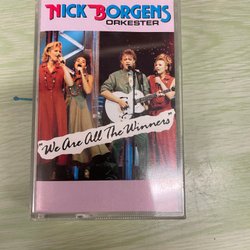 NICK BORGENS
ORKESTER
"We Are All The Winners"